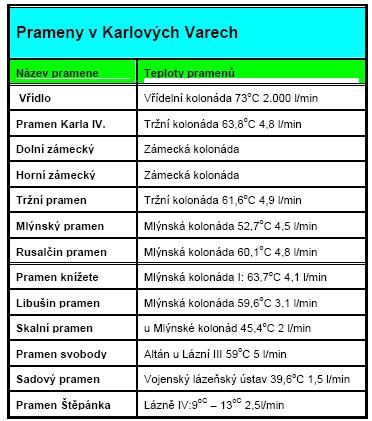 Prameny v Karlových Varech
Název pramene Teploty pramenů
Vřídlo Vřídelní kolonáda 73°C 2.000 l/min
Pramen Karla IV. Tržní kolonáda 63,8°C 4,8 l/min
Dolní zámecký Zámecká kolonáda
Horní zámecký Zámecká kolonáda
Tržní pramen Tržní kolonáda 61,6°C 4,9 l/min
Mlýnský pramen Mlýnská kolonáda 52,7°C 4,5 l/min
Rusalčin pramen Mlýnská kolonáda 60,1°C 4,8 l/min
Pramen knížete Mlýnská kolonáda I: 63,7°C 4,1 l/min
Libušin pramen Mlýnská kolonáda 59,6°C 3,1 l/min
Skalní pramen u Mlýnské kolonád 45,4°C 2 l/min
Pramen svobody Altán u Lázní III 59°C 5 l/min
Sadový pramen Vojenský lázeňský ústav 39,6°C 1,5 l/min
Pramen Štěpánka Lázně IV:9°C – 13°C 2,5l/min